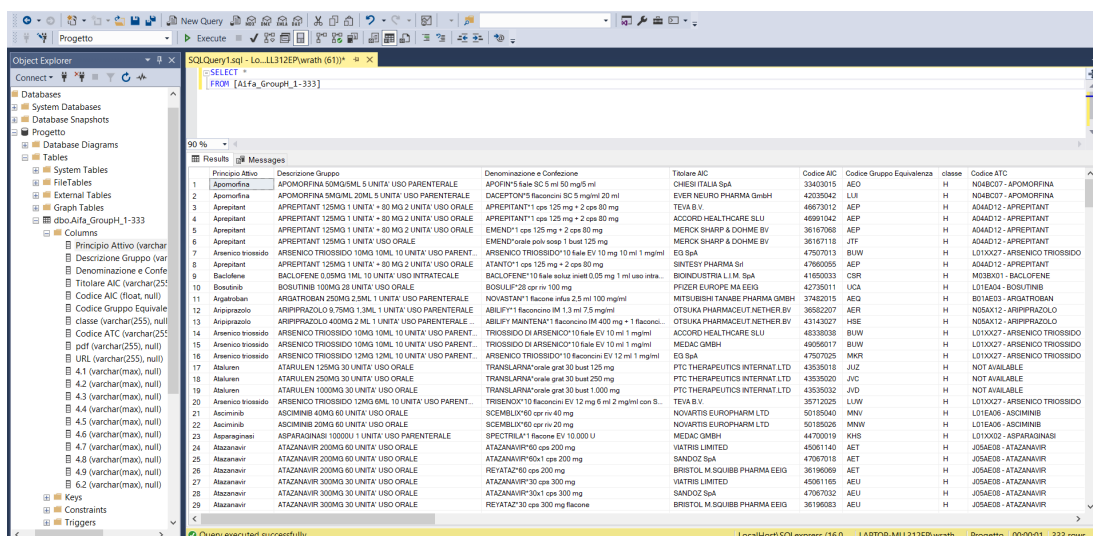 New Query
Progetto
Execute
Object Explorer
Connect
Databases
System Databases
Database Snapshots
Progetto
Database Diagrams
Tables
System Tables
FileTables
External Tables
Graph Tables
dbo.Aifa_GroupH_1-333
Columns
Principio Attivo (varchar
Descrizione Gruppo (var
Denominazione e Confe
Titolare AIC (varchar(255
Codice AIC (float, null)
Codice Gruppo Equivale
classe (varchar(255), null
Codice ATC (varchar(255
pdf (varchar(255), null)
URL (varchar(255), null)
4.1 (varchar(max), null)
4.2 (varchar(max), null)
4.3 (varchar(max), null)
4.4 (varchar(max), null)
4.5 (varchar(max), null)
4.6 (varchar(max), null)
4.7 (varchar(max), null)
4.8 (varchar(max), null)
4.9 (varchar(max), null)
6.2 (varchar(max), null)
Keys
Constraints
Triggers
SQLQuery1.sql - Lo...LL312EP\wrath (61))*
SELECT *
FROM [Aifa_GroupH_1-333]
90 %
Results Messages
Principio Attivo Descrizione Gruppo Denominazione e Confezione Titolare AIC Codice AIC Codice Gruppo Equivalenza classe Codice ATC
1 Apomorfina APOMORFINA 50MG/5ML 5 UNITA' USO PARENTERALE APOFIN*5 fiale SC 5 ml 50 mg/5 ml CHIESI ITALIA SpA 33403015 AEO H N04BC07 - APOMORFINA
2 Apomorfina APOMORFINA 5MG/ML 20ML 5 UNITA' USO PARENTERALE DACEPTON*5 flaconcini SC 5 mg/ml 20 ml EVER NEURO PHARMA GmbH 42035042 LUI H N04BC07 - APOMORFINA
3 Aprepitant APREPITANT 125MG 1 UNITA' + 80 MG 2 UNITA' USO ORALE APREPITANT*1 cps 125 mg + 2 cps 80 mg TEVA B.V. 46673012 AEP H A04AD12 - APREPITANT
4 Aprepitant APREPITANT 125MG 1 UNITA' + 80 MG 2 UNITA' USO ORALE APREPITANT*1 cps 125 mg + 2 cps 80 mg ACCORD HEALTHCARE SLU 46991042 AEP H A04AD12 - APREPITANT
5 Aprepitant APREPITANT 125MG 1 UNITA' + 80 MG 2 UNITA' USO ORALE EMEND*1 cps 125 mg + 2 cps 80 mg MERCK SHARP & DOHME BV 36167068 AEP H A04AD12 - APREPITANT
6 Aprepitant APREPITANT 125MG 1 UNITA' USO ORALE EMEND*orale polv sosp 1 bust 125 mg MERCK SHARP & DOHME BV 36167118 JTF H A04AD12 - APREPITANT
7 Arsenico triossido ARSENICO TRIOSSIDO 10MG 10ML 10 UNITA' USO PARENT... ARSENICO TRIOSSIDO*10 fiale EV 10 mg 10 ml 1 mg/ml EG SpA 47507013 BUW H L01XX27 - ARSENICO TRIOSSIDO
8 Aprepitant APREPITANT 125MG 1 UNITA' + 80 MG 2 UNITA' USO ORALE ATANTO*1 cps 125 mg + 2 cps 80 mg SINTESY PHARMA Srl 47660055 AEP H A04AD12 - APREPITANT
9 Baclofene BACLOFENE 0,05MG 1ML 10 UNITA' USO INTRATECALE BACLOFENE*10 fiale soluz iniett 0,05 mg 1 ml uso intra... BIOINDUSTRIA L.I.M. SpA 41650033 CSR H M03BX01 - BACLOFENE
10 Bosutinib BOSUTINIB 100MG 28 UNITA' USO ORALE BOSULIF*28 cpr riv 100 mg PFIZER EUROPE MA EEIG 42735011 UCA H L01EA04 - BOSUTINIB
11 Argatroban ARGATROBAN 250MG 2,5ML 1 UNITA' USO PARENTERALE NOVASTAN*1 flacone infus 2,5 ml 100 mg/ml MITSUBISHI TANABE PHARMA GMBH 37482015 AEQ H B01AE03 - ARGATROBAN
12 Aripiprazolo ARIPIPRAZOLO 9,75MG 1,3ML 1 UNITA' USO PARENTERALE ABILIFY*1 flaconcino IM 1,3 ml 7,5 mg/ml OTSUKA PHARMACEUT.NETHER.BV 36582207 AER H N05AX12 - ARIPIPRAZOLO
13 Aripiprazolo ARIPIPRAZOLO 400MG 2 ML 1 UNITA' USO PARENTERALE ... ABILIFY MAINTENA*1 flaconcino IM 400 mg + 1 flaconci... OTSUKA PHARMACEUT.NETHER.BV 43143027 HSE H N05AX12 - ARIPIPRAZOLO
14 Arsenico triossido ARSENICO TRIOSSIDO 10MG 10ML 10 UNITA' USO PARENT... TRIOSSIDO DI ARSENICO*10 fiale EV 10 ml 1 mg/ml ACCORD HEALTHCARE SLU 48338038 BUW H L01XX27 - ARSENICO TRIOSSIDO
15 Arsenico triossido ARSENICO TRIOSSIDO 10MG 10ML 10 UNITA' USO PARENT... TRIOSSIDO DI ARSENICO*10 fiale EV 10 ml 1 mg/ml MEDAC GMBH 49056017 BUW H L01XX27 - ARSENICO TRIOSSIDO
16 Arsenico triossido ARSENICO TRIOSSIDO 12MG 12ML 10 UNITA' USO PARENT... ARSENICO TRIOSSIDO*10 flaconcini EV 12 ml 1 mg/ml EG SpA 47507025 MKR H L01XX27 - ARSENICO TRIOSSIDO
17 Ataluren ATARULEN 125MG 30 UNITA' USO ORALE TRANSLARNA*orale grat 30 bust 125 mg PTC THERAPEUTICS INTERNAT.LTD 43535018 JUZ H NOT AVAILABLE
18 Ataluren ATARULEN 250MG 30 UNITA' USO ORALE TRANSLARNA*orale grat 30 bust 250 mg PTC THERAPEUTICS INTERNAT.LTD 43535020 JVC H NOT AVAILABLE
19 Ataluren ATARULEN 1000MG 30 UNITA' USO ORALE TRANSLARNA*orale grat 30 bust 1.000 mg PTC THERAPEUTICS INTERNAT.LTD 43535032 JVD H NOT AVAILABLE
20 Arsenico triossido ARSENICO TRIOSSIDO 12MG 6ML 10 UNITA' USO PARENT... TRISENOX*10 flaconcini EV 12 mg 6 ml 2 mg/ml con S... TEVA B.V. 35712025 LUW H L01XX27 - ARSENICO TRIOSSIDO
21 Asciminib ASCIMINIB 40MG 60 UNITA' USO ORALE SCEMBLIX*60 cpr riv 40 mg NOVARTIS EUROPHARM LTD 50185040 MNV H L01EA06 - ASCIMINIB
22 Asciminib ASCIMINIB 20MG 60 UNITA' USO ORALE SCEMBLIX*60 cpr riv 20 mg NOVARTIS EUROPHARM LTD 50185026 MNW H L01EA06 - ASCIMINIB
23 Asparaginasi ASPARAGINASI 10000U 1 UNITA' USO PARENTERALE SPECTRILA*1 flacone EV 10.000 U MEDAC GMBH 44700019 KHS H L01XX02 - ASPARAGINASI
24 Atazanavir ATAZANAVIR 200MG 60 UNITA' USO ORALE ATAZANAVIR*60 cps 200 mg VIATRIS LIMITED 45061140 AET H J05AE08 - ATAZANAVIR
25 Atazanavir ATAZANAVIR 200MG 60 UNITA' USO ORALE ATAZANAVIR*60x1 cps 200 mg SANDOZ SpA 47067018 AET H J05AE08 - ATAZANAVIR
26 Atazanavir ATAZANAVIR 200MG 60 UNITA' USO ORALE REYATAZ*60 cps 200 mg BRISTOL M.SQUIBB PHARMA EEIG 36196069 AET H J05AE08 - ATAZANAVIR
27 Atazanavir ATAZANAVIR 300MG 30 UNITA' USO ORALE ATAZANAVIR*30 cps 300 mg VIATRIS LIMITED 45061165 AEU H J05AE08 - ATAZANAVIR
28 Atazanavir ATAZANAVIR 300MG 30 UNITA' USO ORALE ATAZANAVIR*30x1 cps 300 mg SANDOZ SpA 47067032 AEU H J05AE08 - ATAZANAVIR
29 Atazanavir ATAZANAVIR 300MG 30 UNITA' USO ORALE REYATAZ*30 cps 300 mg flacone BRISTOL M.SQUIBB PHARMA EEIG 36196083 AEU H J05AE08 - ATAZANAVIR
Query executed successfully. LocalHost\SQLexpress (16.0 LAPTOP-MLL312EP\wrath Progetto 00:00:01 333 rows